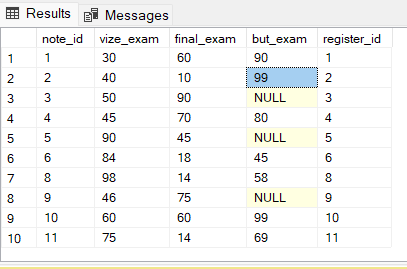 Results Messages
note_id vize_exam final_exam but_exam register_id
1 1 30 60 90 1
2 2 40 10 99 2
3 3 50 90 NULL 3
4 4 45 70 80 4
5 5 90 45 NULL 5
6 6 84 18 45 6
7 8 98 14 58 8
8 9 46 75 NULL 9
9 10 60 60 99 10
10 11 75 14 69 11